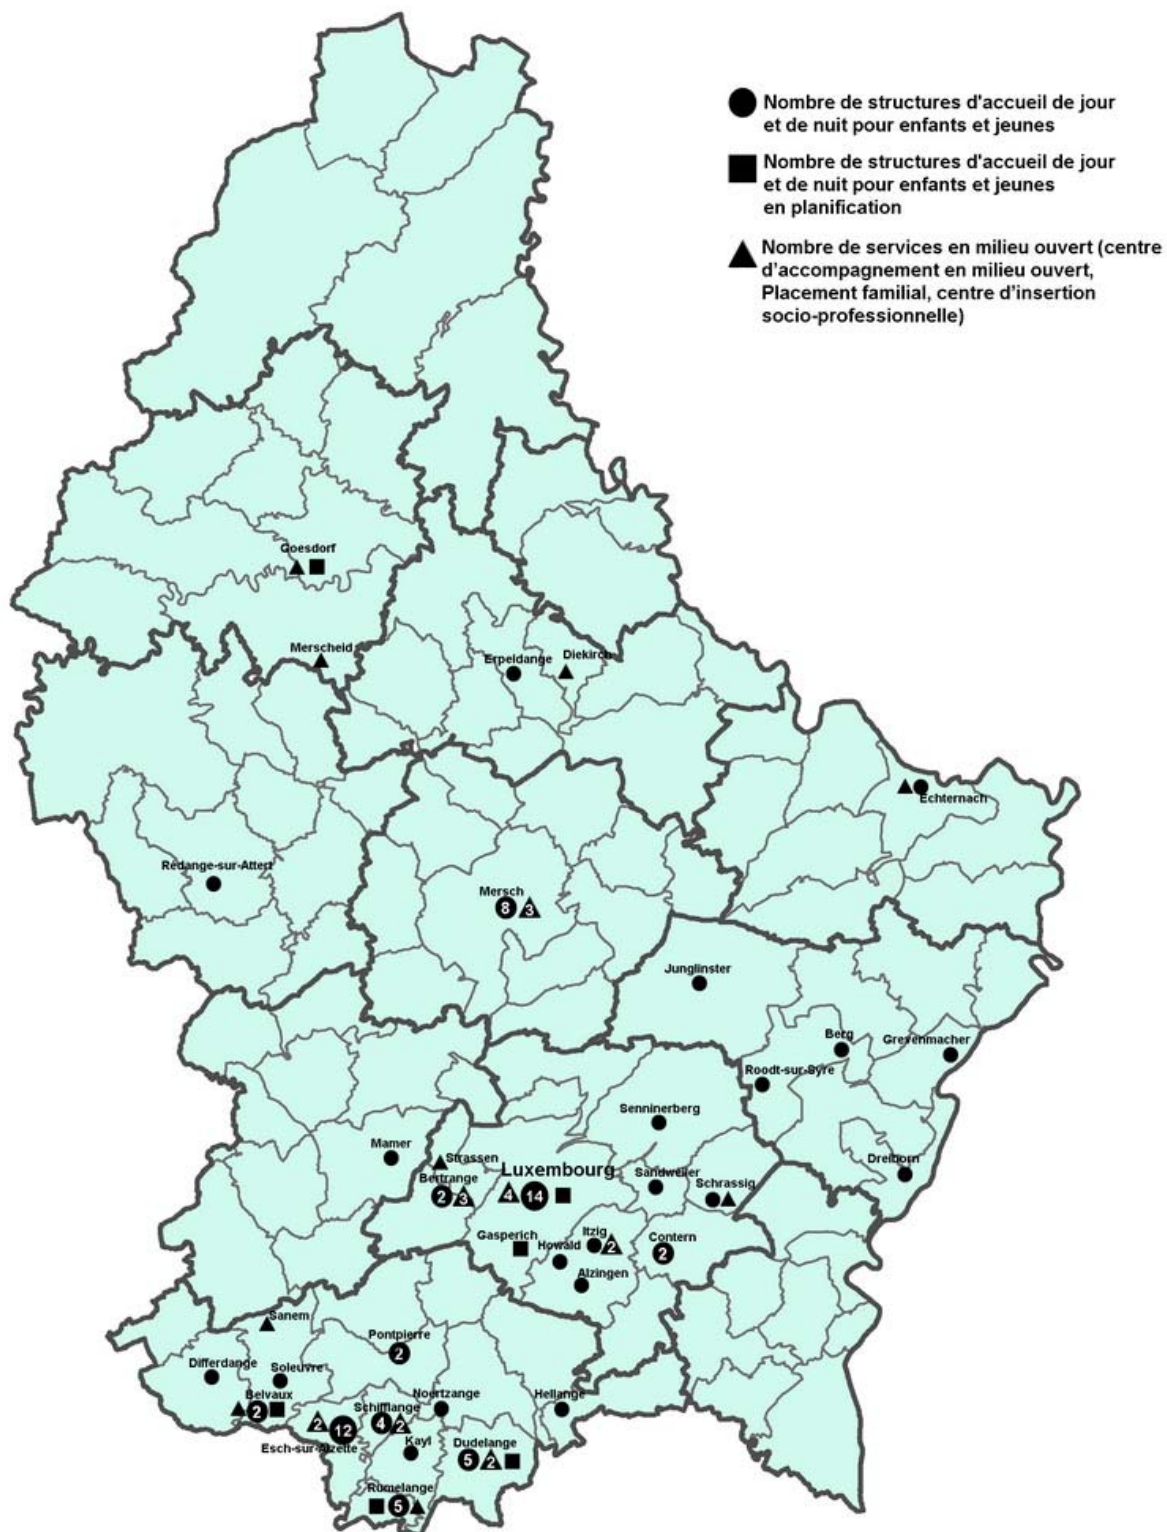 Nombre de structures d'accueil de jour
et de nuit pour enfants et jeunes
Nombre de structures d'accueil de jour
et de nuit pour enfants et jeunes
en planification
Nombre de services en milieu ouvert (centre
d'accompagnement en milieu ouvert,
Placement familial, centre d'insertion
socio-professionnelle)
Goesdorf
Merscheid
Erpeldange
Diekirch
Echternach
Redange-sur-Attert
Mersch
8 3
Junglinster
Berg
Grevenmacher
Roodt-sur-Syre
Senninerberg
Mamer
Strassen
Bertrange
2 3
Luxembourg
4 14
Sandweiler
Schrassig
Dreiborn
Gasperich
Howald
Itzig
2
Contern
2
Alzingen
Sanem
Pontpierre
2
Differdange
Soleuvre
Belvaux
2
Noertzange
Hellange
Schifflange
4 2
2 12
Esch-sur-Alzette
Kayl
Dudelange
5 2
Rumelange
5